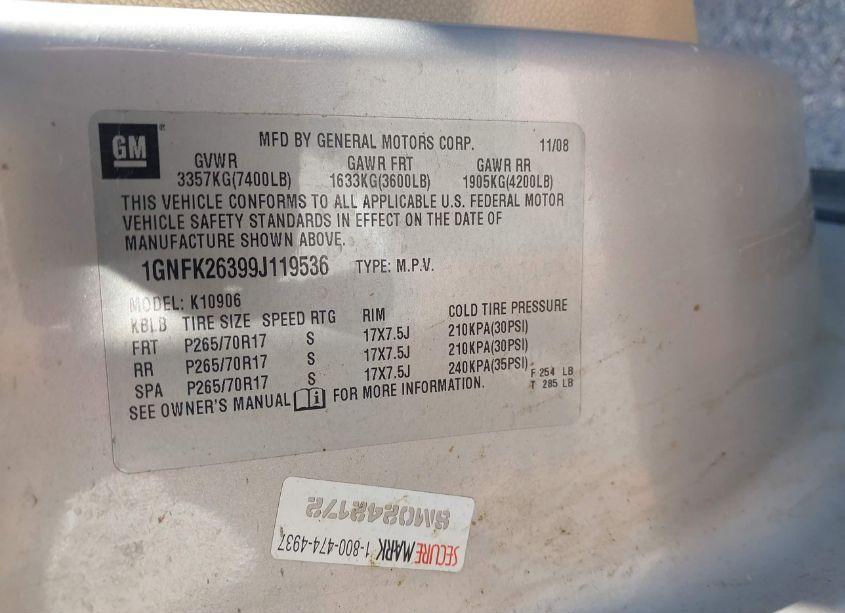 GM
MFD BY GENERAL MOTORS CORP. 11/08
GVWR GAWR FRT GAWR RR
3357KG(7400LB) 1633KG(3600LB) 1905KG(4200LB)
THIS VEHICLE CONFORMS TO ALL APPLICABLE U.S. FEDERAL MOTOR
VEHICLE SAFETY STANDARDS IN EFFECT ON THE DATE OF
MANUFACTURE SHOWN ABOVE.
1GNFK26399J119536 TYPE: M.P.V.
MODEL: K10906
KBLB TIRE SIZE SPEED RTG RIM COLD TIRE PRESSURE
FRT P265/70R17 S 17X7.5J 210KPA(30PSI)
RR P265/70R17 S 17X7.5J 210KPA(30PSI)
SPA P265/70R17 S 17X7.5J 240KPA(35PSI)
SEE OWNER'S MANUAL i FOR MORE INFORMATION.
F 254 LB
T 285 LB
SM0242172
SECUREMARK 1-800-474-4937